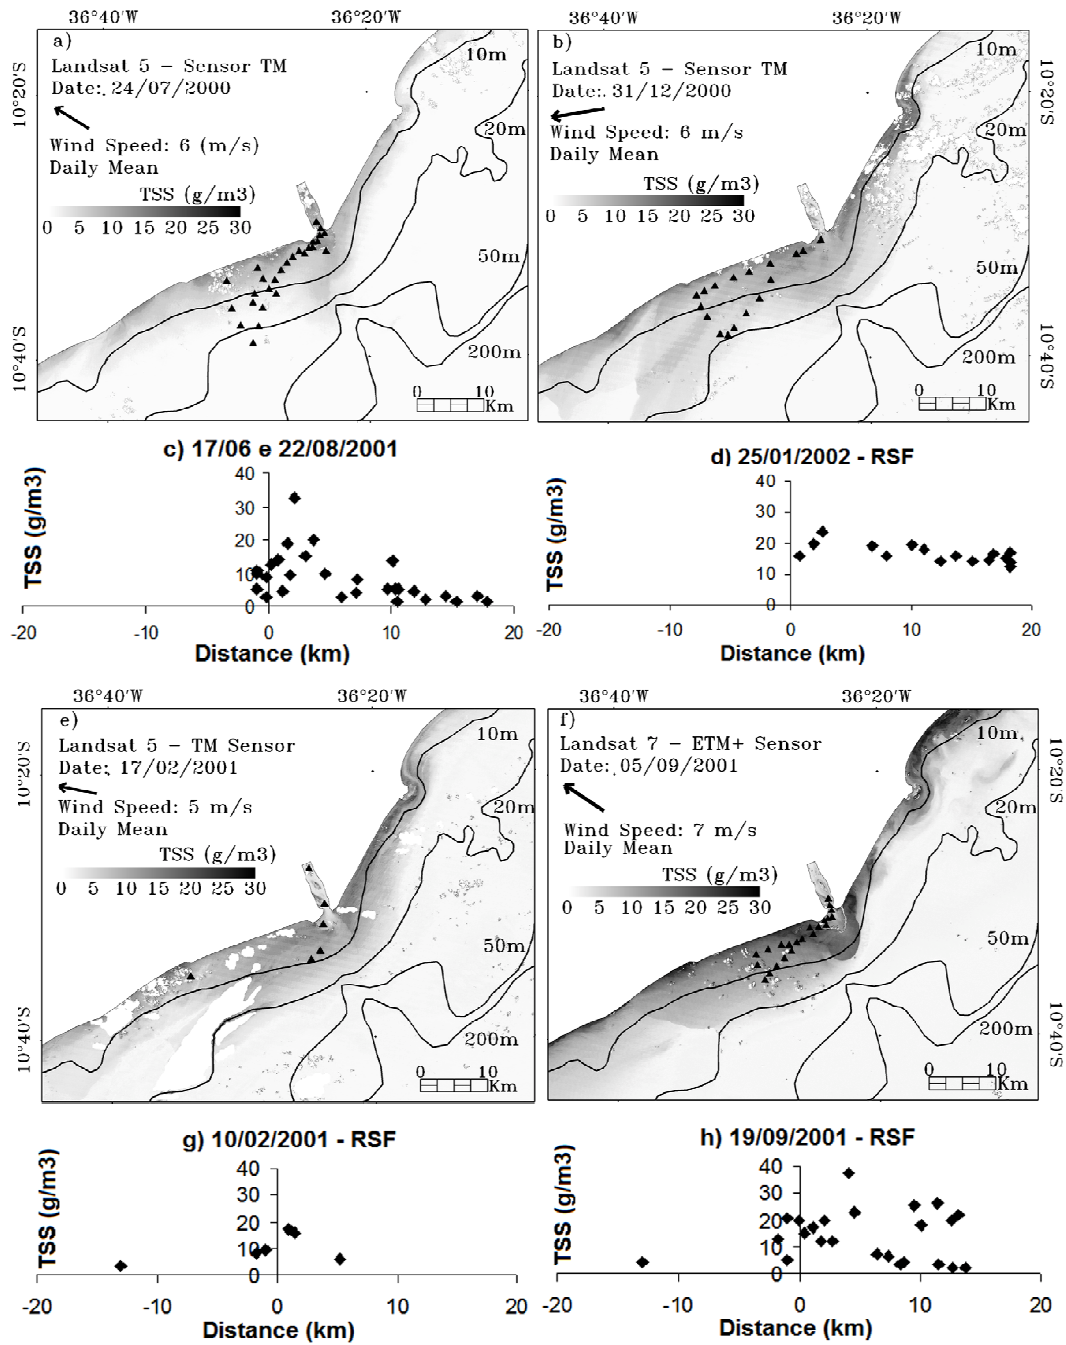 36°40'W 36°20'W 36°40'W 36°20'W
10°20'S
10°40'S
10°20'S
10°40'S
a)
Landsat 5 - Sensor TM
Date: 24/07/2000
Wind Speed: 6 (m/s)
Daily Mean
TSS (g/m3)
0 5 10 15 20 25 30
10m
20m
50m
200m
0 10
Km
b)
Landsat 5 - Sensor TM
Date: 31/12/2000
Wind Speed: 6 m/s
Daily Mean
TSS (g/m3)
0 5 10 15 20 25 30
10m
20m
50m
200m
0 10
Km
c) 17/06 e 22/08/2001
TSS (g/m3)
40
30
20
10
0
-20 -10 0 10 20
Distance (km)
d) 25/01/2002 - RSF
TSS (g/m3)
40
30
20
10
0
-20 -10 0 10 20
Distance (km)
36°40'W 36°20'W 36°20'W
10°20'S
10°40'S
10°20'S
10°40'S
e)
Landsat 5 - TM Sensor
Date: 17/02/2001
Wind Speed: 5 m/s
Daily Mean
TSS (g/m3)
0 5 10 15 20 25 30
10m
20m
50m
200m
0 10
Km
f)
Landsat 7 - ETM+ Sensor
Date: 05/09/2001
Wind Speed: 7 m/s
Daily Mean
TSS (g/m3)
0 5 10 15 20 25 30
10m
20m
50m
200m
0 10
Km
g) 10/02/2001 - RSF
TSS (g/m3)
40
30
20
10
0
-20 -10 0 10 20
Distance (km)
h) 19/09/2001 - RSF
TSS (g/m3)
40
30
20
10
0
-20 -10 0 10 20
Distance (km)